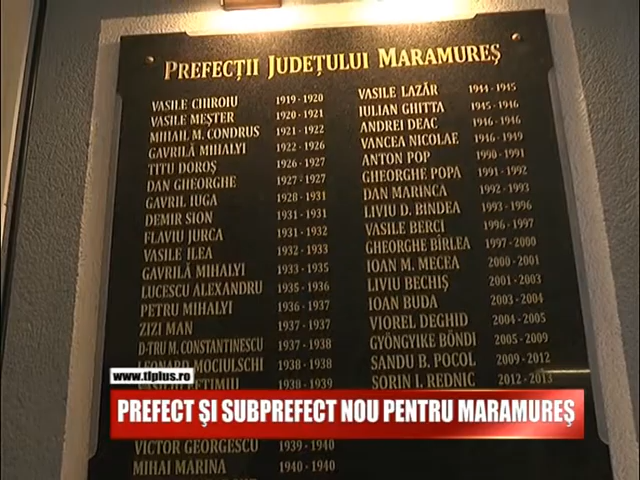 PREFECȚII JUDEȚULUI MARAMUREȘ
VASILE CHIROIU 1919 - 1920
VASILE MEȘTER 1920 - 1921
MIHAIL M. CONDRUS 1921 - 1922
GAVRILĂ MIHALYI 1922 - 1926
TITU DOROȘ 1926 - 1927
DAN GHEORGHE 1927 - 1927
GAVRIL IUGA 1928 - 1931
DEMIR SION 1931 - 1931
FLAVIU JURCA 1931 - 1932
VASILE ILEA 1932 - 1933
GAVRILĂ MIHALYI 1933 - 1935
LUCESCU ALEXANDRU 1935 - 1936
PETRU MIHALYI 1936 - 1937
ZIZI MAN 1937 - 1937
D-TRU M. CONSTANTINESCU 1937 - 1938
LEONARD MOCIULSCHI 1938 - 1938
1938 - 1939
VICTOR GEORGESCU 1939 - 1940
MIHAI MARINA 1940 - 1940
VASILE LAZĂR 1944 - 1945
IULIAN GHITTA 1945 - 1946
ANDREI DEAC 1946 - 1946
VANCEA NICOLAE 1946 - 1949
ANTON POP 1990 - 1991
GHEORGHE POPA 1991 - 1992
DAN MARINCA 1992 - 1993
LIVIU D. BINDEA 1993 - 1996
VASILE BERCI 1996 - 1997
GHEORGHE BÎRLEA 1997 - 2000
IOAN M. MECEA 2000 - 2001
LIVIU BECHIȘ 2001 - 2003
IOAN BUDA 2003 - 2004
VIOREL DEGHID 2004 - 2005
GYÖNGYIKE BÖNDI 2005 - 2009
SANDU B. POCOL 2009 - 2012
SORIN I. REDNIC 2012 - 2013
www.tlplus.ro
PREFECT ŞI SUBPREFECT NOU PENTRU MARAMUREŞ